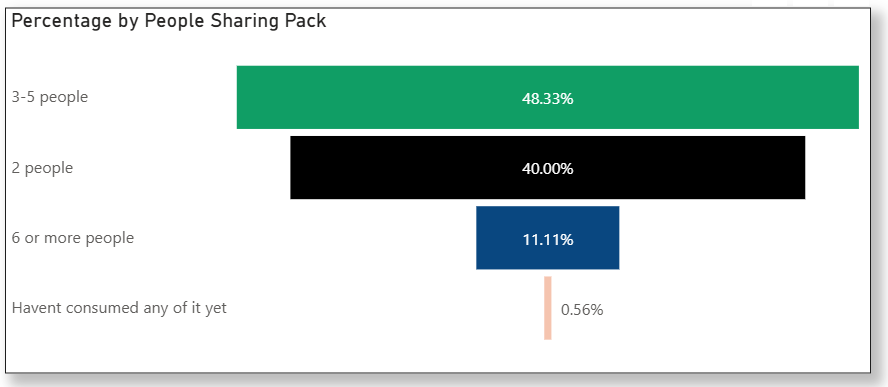 Percentage by People Sharing Pack
3-5 people 48.33%
2 people 40.00%
6 or more people 11.11%
Havent consumed any of it yet 0.56%